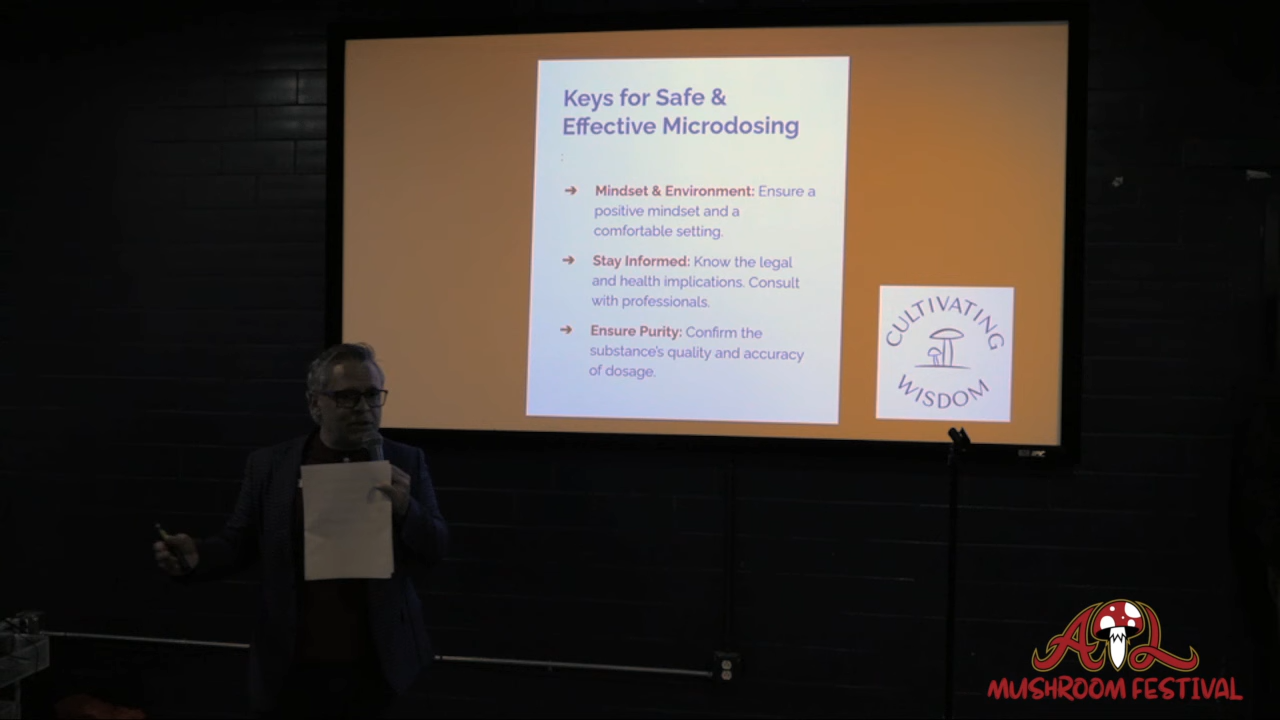 Keys for Safe &
Effective Microdosing
:
➔ Mindset & Environment: Ensure a
positive mindset and a
comfortable setting.
➔ Stay Informed: Know the legal
and health implications. Consult
with professionals.
➔ Ensure Purity: Confirm the
substance's quality and accuracy
of dosage.
CULTIVATING
WISDOM
ATL
MUSHROOM FESTIVAL